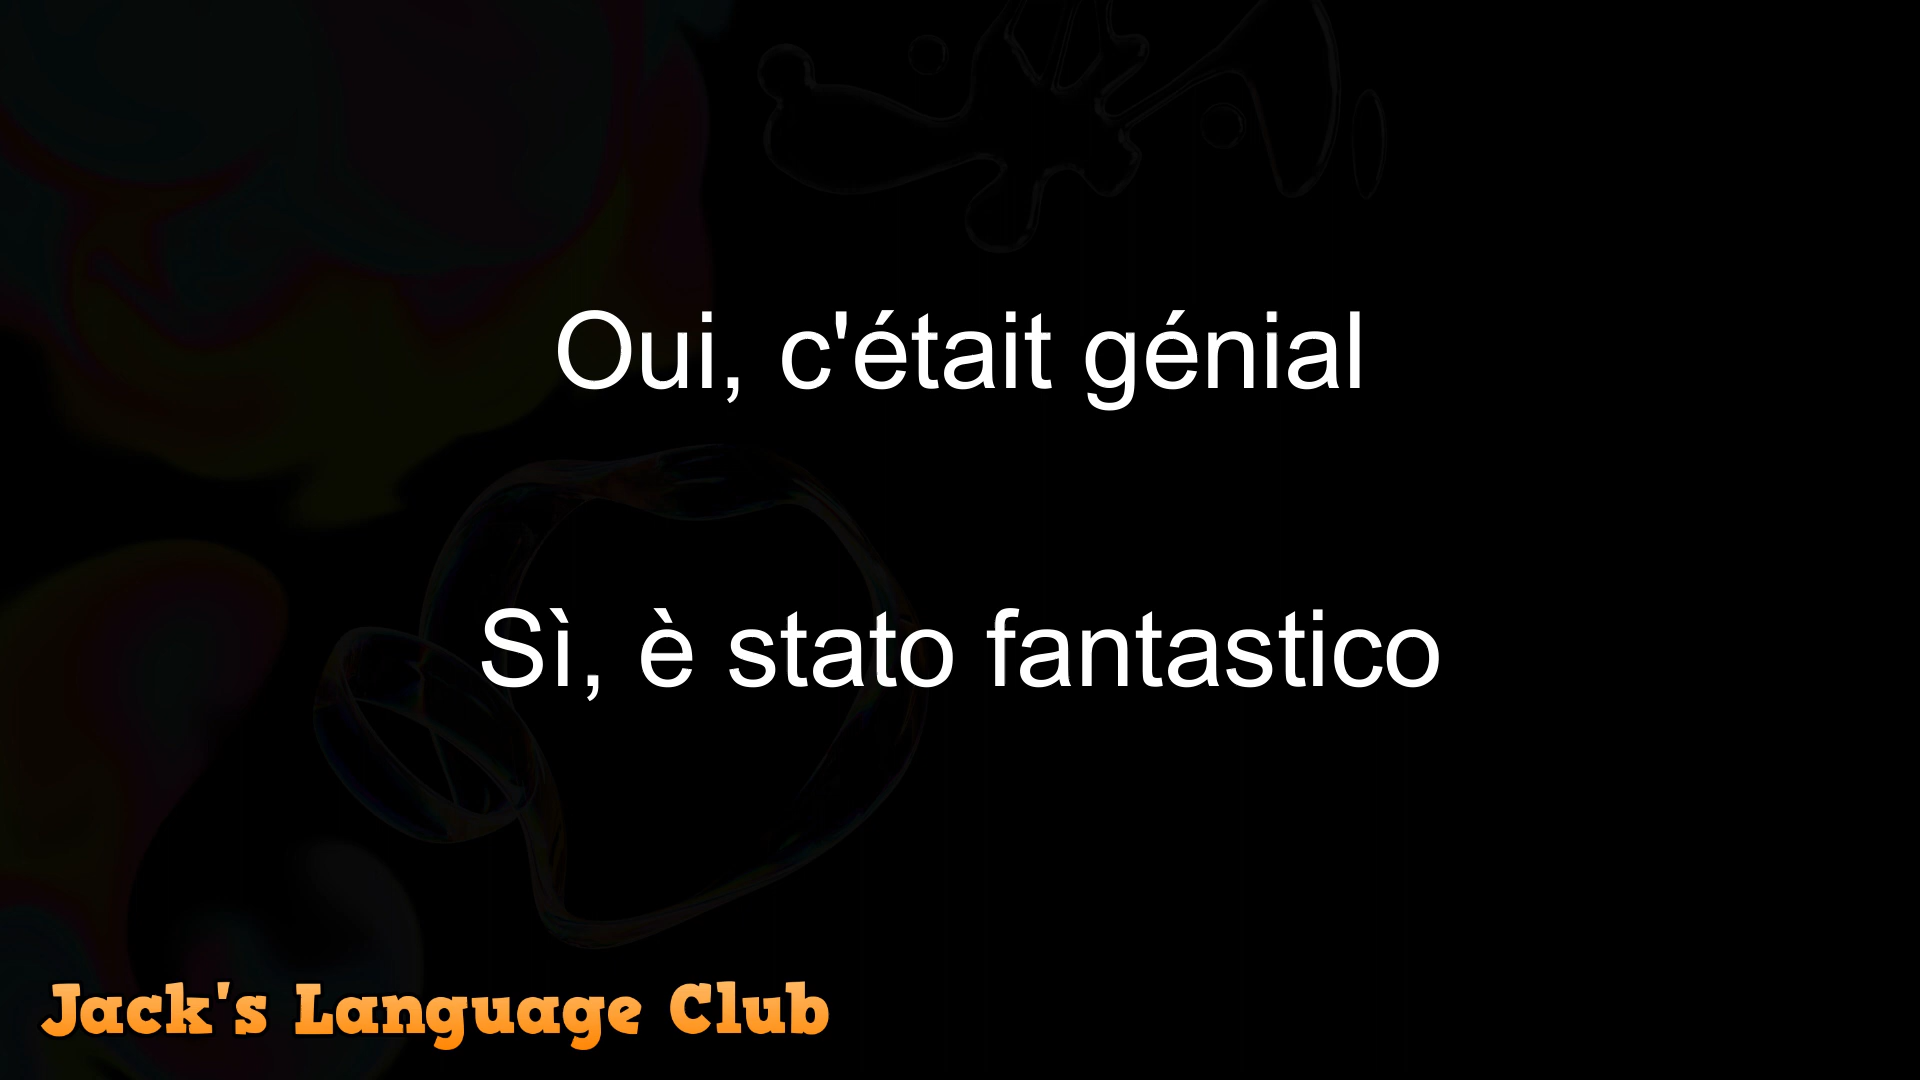 Oui, c'était génial
Sì, è stato fantastico
Jack's Language Club